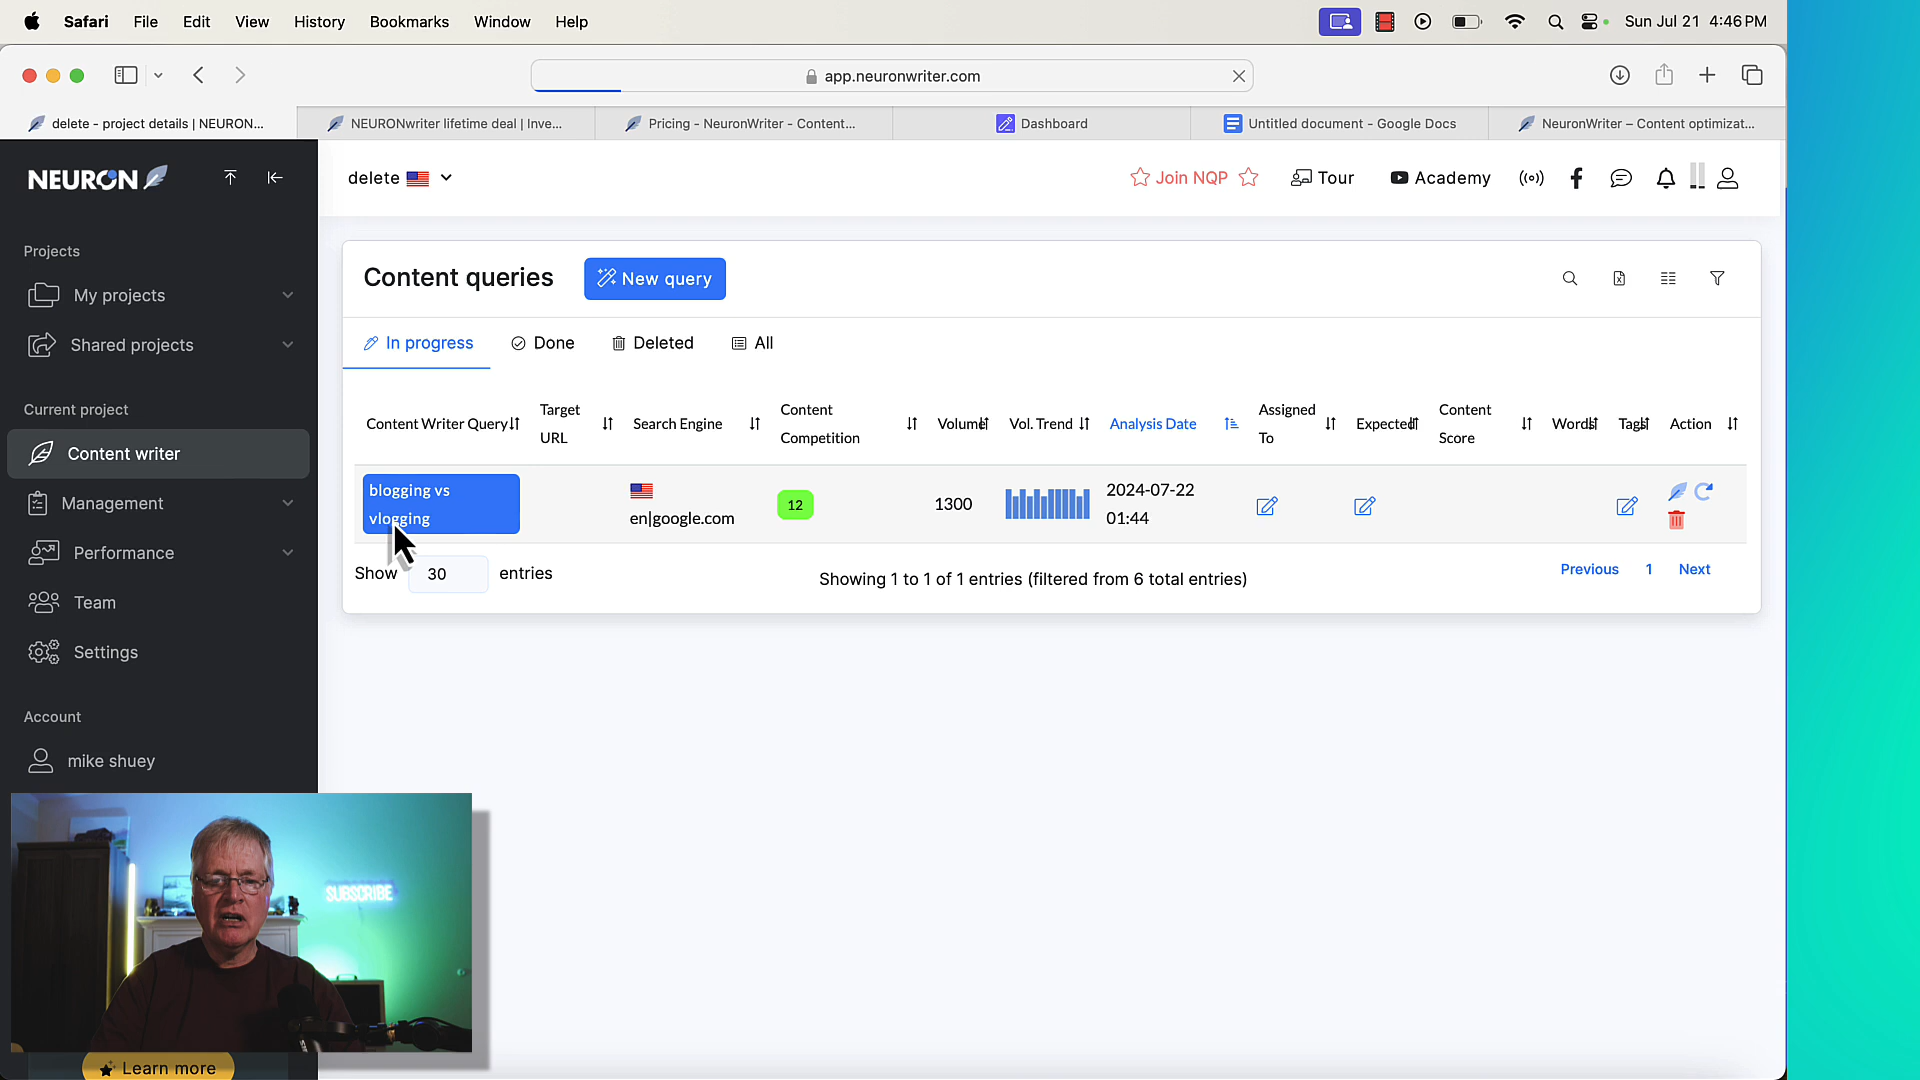 Safari File Edit View History Bookmarks Window Help Sun Jul 21 4:46 PM
app.neuronwriter.com
delete - project details | NEURON... NEURONwriter lifetime deal | Inve... Pricing - NeuronWriter - Content... Dashboard Untitled document - Google Docs NeuronWriter – Content optimizat...
NEURON
delete Join NQP Tour Academy
Projects
My projects
Shared projects
Current project
Content writer
Management
Performance
Team
Settings
Account
mike shuey
Learn more
Content queries New query
In progress Done Deleted All
Content Writer Query Target URL Search Engine Content Competition Volume Vol. Trend Analysis Date Assigned To Expected Content Score Words Tags Action
blogging vs
vlogging
en|google.com
12
1300
2024-07-22
01:44
Show 30 entries
Showing 1 to 1 of 1 entries (filtered from 6 total entries)
Previous 1 Next
SUBSCRIBE